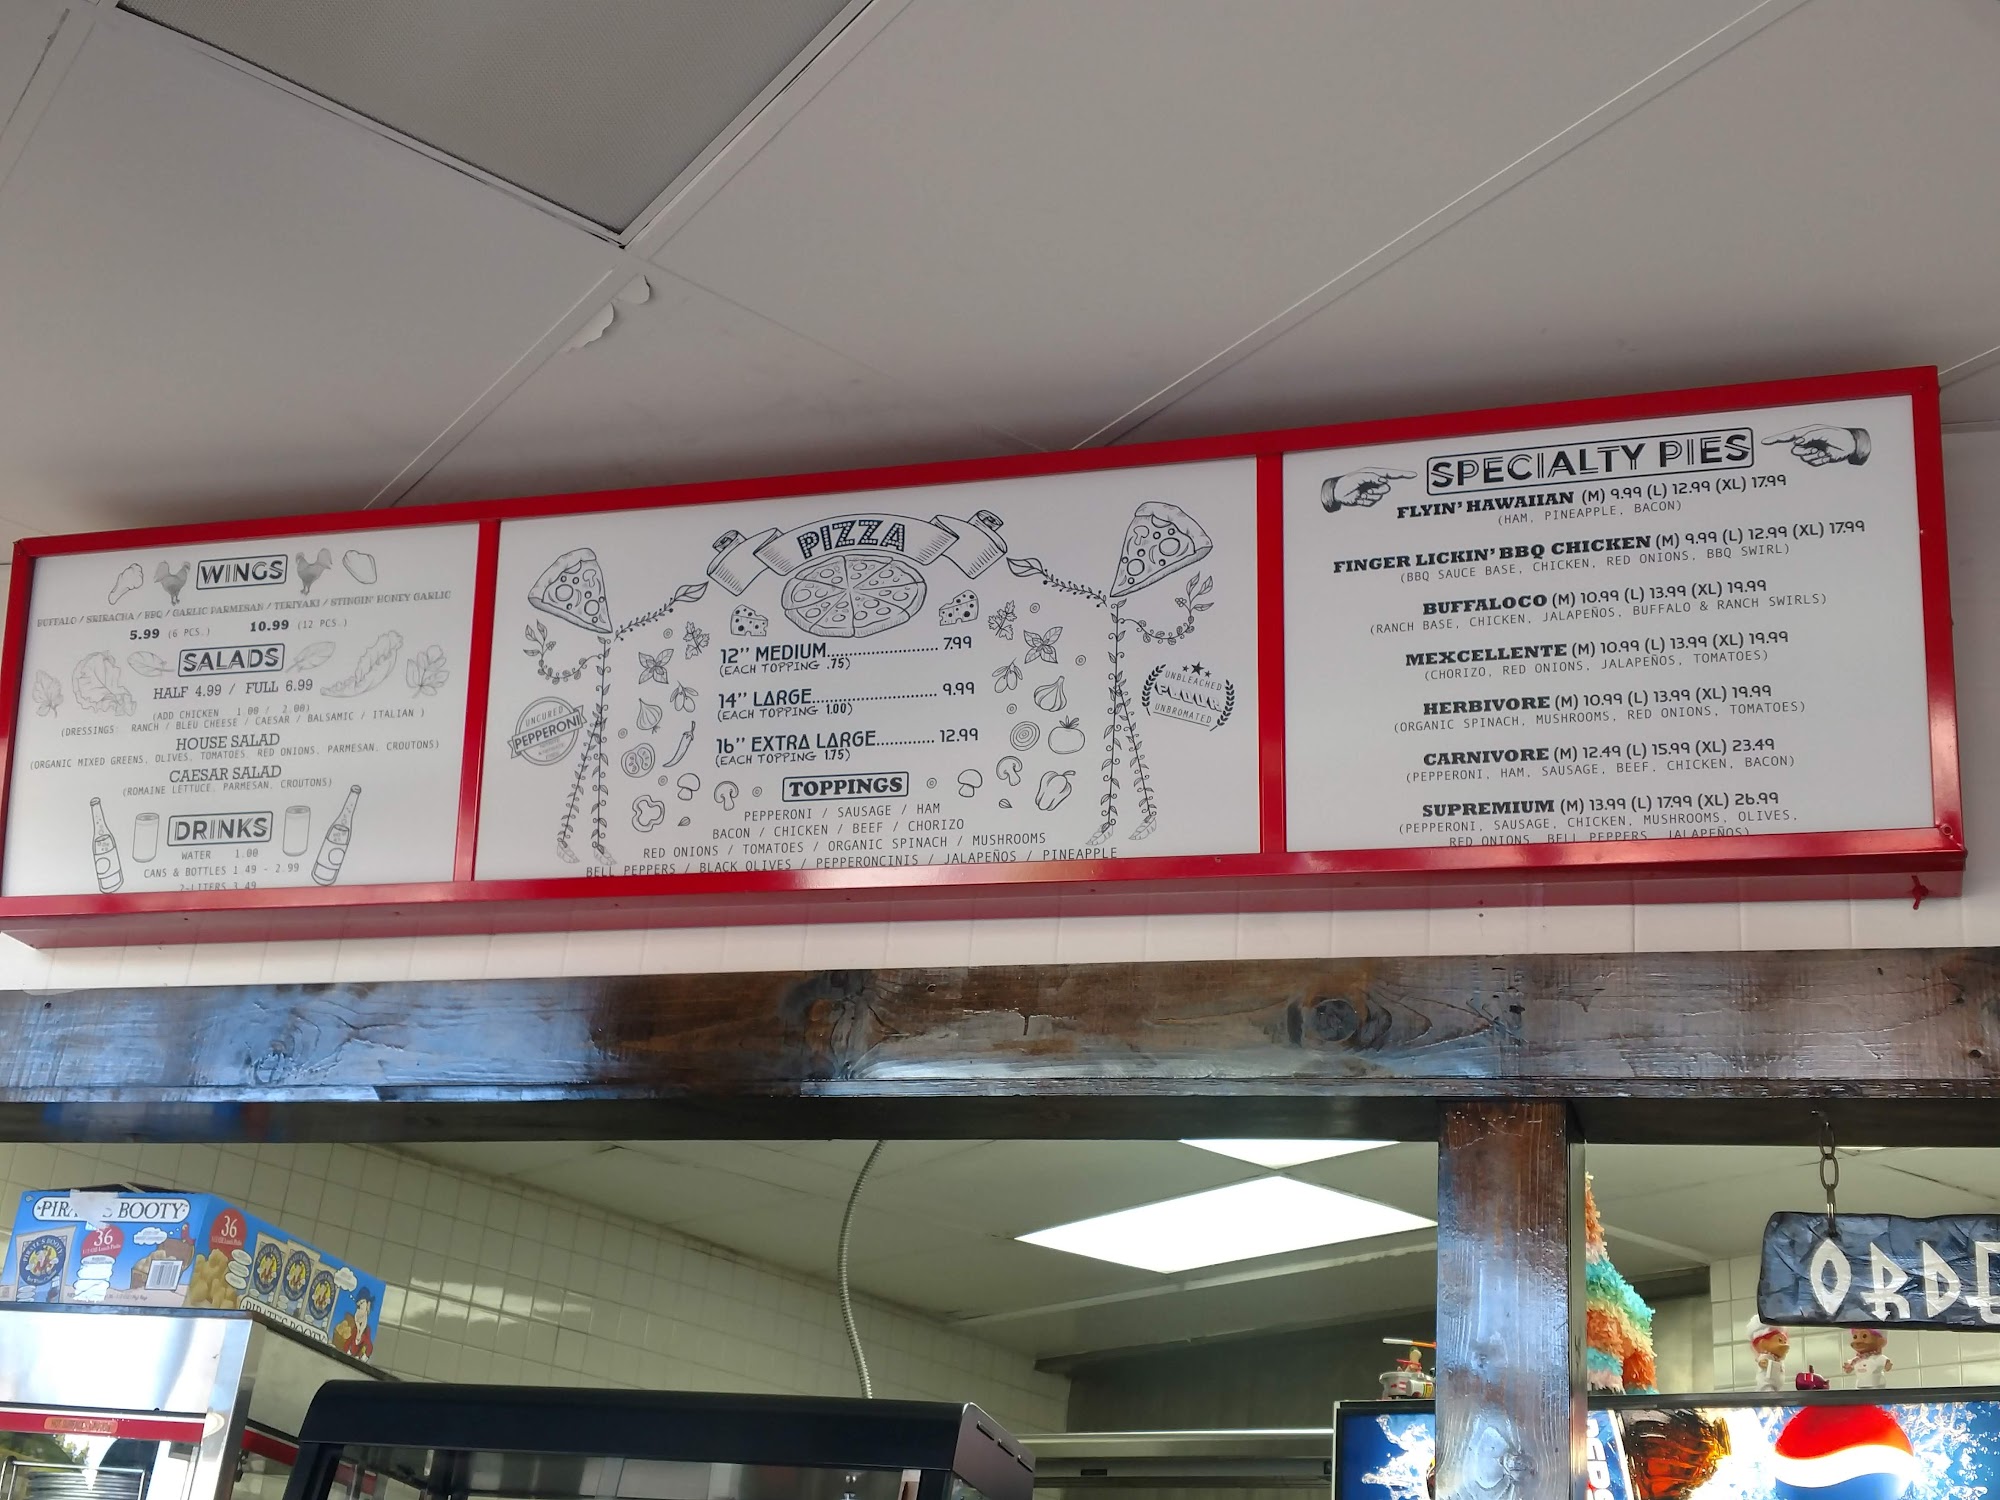 WINGS
BUFFALO / SRIRACHA / BBQ / GARLIC PARMESAN / TERIYAKI / STINGIN' HONEY GARLIC
5.99 (6 PCS.) 10.99 (12 PCS.)
SALADS
HALF 4.99 / FULL 6.99
(ADD CHICKEN 1.00 / 2.00)
(DRESSINGS: RANCH / BLEU CHEESE / CAESAR / BALSAMIC / ITALIAN )
HOUSE SALAD
(ORGANIC MIXED GREENS, OLIVES, TOMATOES, RED ONIONS, PARMESAN, CROUTONS)
CAESAR SALAD
(ROMAINE LETTUCE, PARMESAN, CROUTONS)
DRINKS
WATER 1.00
CANS & BOTTLES 1.49 - 2.99
2-LITERS 3.49
PIZZA
12" MEDIUM........................... 7.99
(EACH TOPPING .75)
14" LARGE.............................. 9.99
(EACH TOPPING 1.00)
16" EXTRA LARGE.............. 12.99
(EACH TOPPING 1.75)
UNCURED
PEPPERONI
UNBLEACHED
FLOUR
UNBROMATED
TOPPINGS
PEPPERONI / SAUSAGE / HAM
BACON / CHICKEN / BEEF / CHORIZO
RED ONIONS / TOMATOES / ORGANIC SPINACH / MUSHROOMS
BELL PEPPERS / BLACK OLIVES / PEPPERONCINIS / JALAPEÑOS / PINEAPPLE
SPECIALTY PIES
FLYIN' HAWAIIAN (M) 9.99 (L) 12.99 (XL) 17.99
(HAM, PINEAPPLE, BACON)
FINGER LICKIN' BBQ CHICKEN (M) 9.99 (L) 12.99 (XL) 17.99
(BBQ SAUCE BASE, CHICKEN, RED ONIONS, BBQ SWIRL)
BUFFALOCO (M) 10.99 (L) 13.99 (XL) 19.99
(RANCH BASE, CHICKEN, JALAPEÑOS, BUFFALO & RANCH SWIRLS)
MEXCELLENTE (M) 10.99 (L) 13.99 (XL) 19.99
(CHORIZO, RED ONIONS, JALAPEÑOS, TOMATOES)
HERBIVORE (M) 10.99 (L) 13.99 (XL) 19.99
(ORGANIC SPINACH, MUSHROOMS, RED ONIONS, TOMATOES)
CARNIVORE (M) 12.49 (L) 15.99 (XL) 23.49
(PEPPERONI, HAM, SAUSAGE, BEEF, CHICKEN, BACON)
SUPREMIUM (M) 13.99 (L) 17.99 (XL) 26.99
(PEPPERONI, SAUSAGE, CHICKEN, MUSHROOMS, OLIVES,
RED ONIONS, BELL PEPPERS, JALAPEÑOS)
BOOTY
36
36
PIRATE'S BOOTY
ORDE